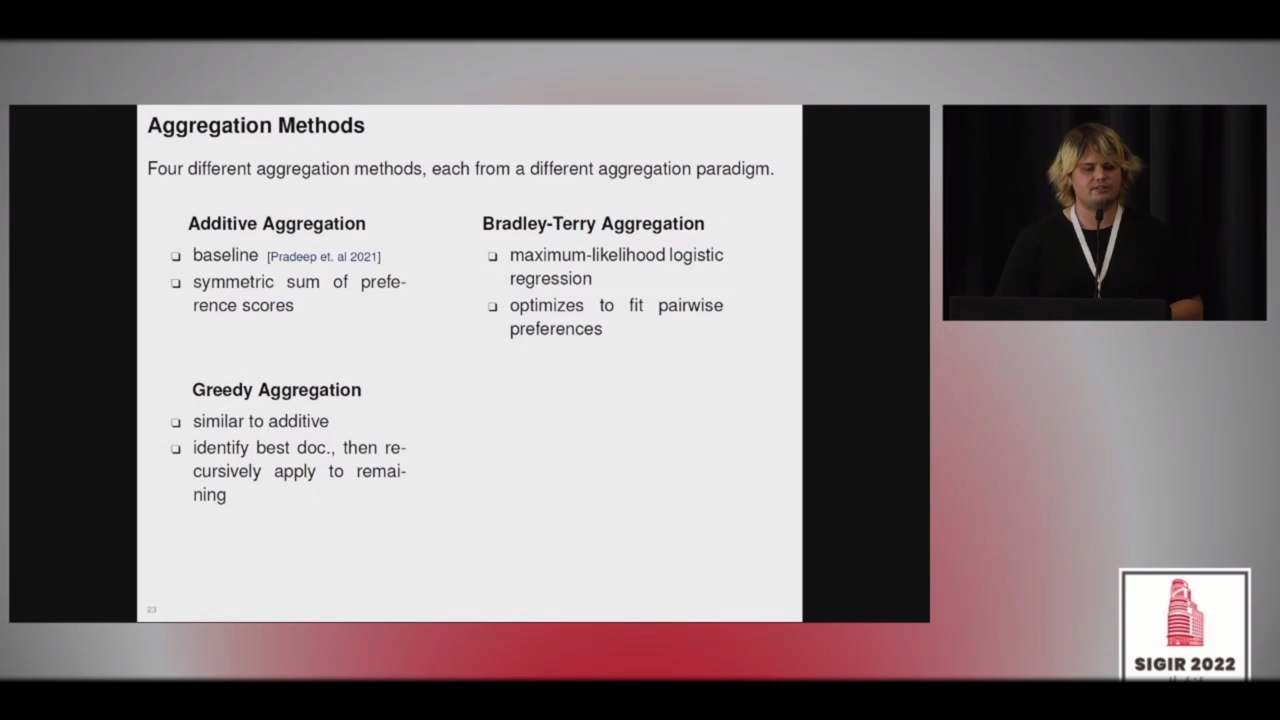 Aggregation Methods
Four different aggregation methods, each from a different aggregation paradigm.
Additive Aggregation
❏ baseline [Pradeep et. al 2021]
❏ symmetric sum of prefe-
rence scores
Bradley-Terry Aggregation
❏ maximum-likelihood logistic
regression
❏ optimizes to fit pairwise
preferences
Greedy Aggregation
❏ similar to additive
❏ identify best doc., then re-
cursively apply to remai-
ning
23
SIGIR 2022